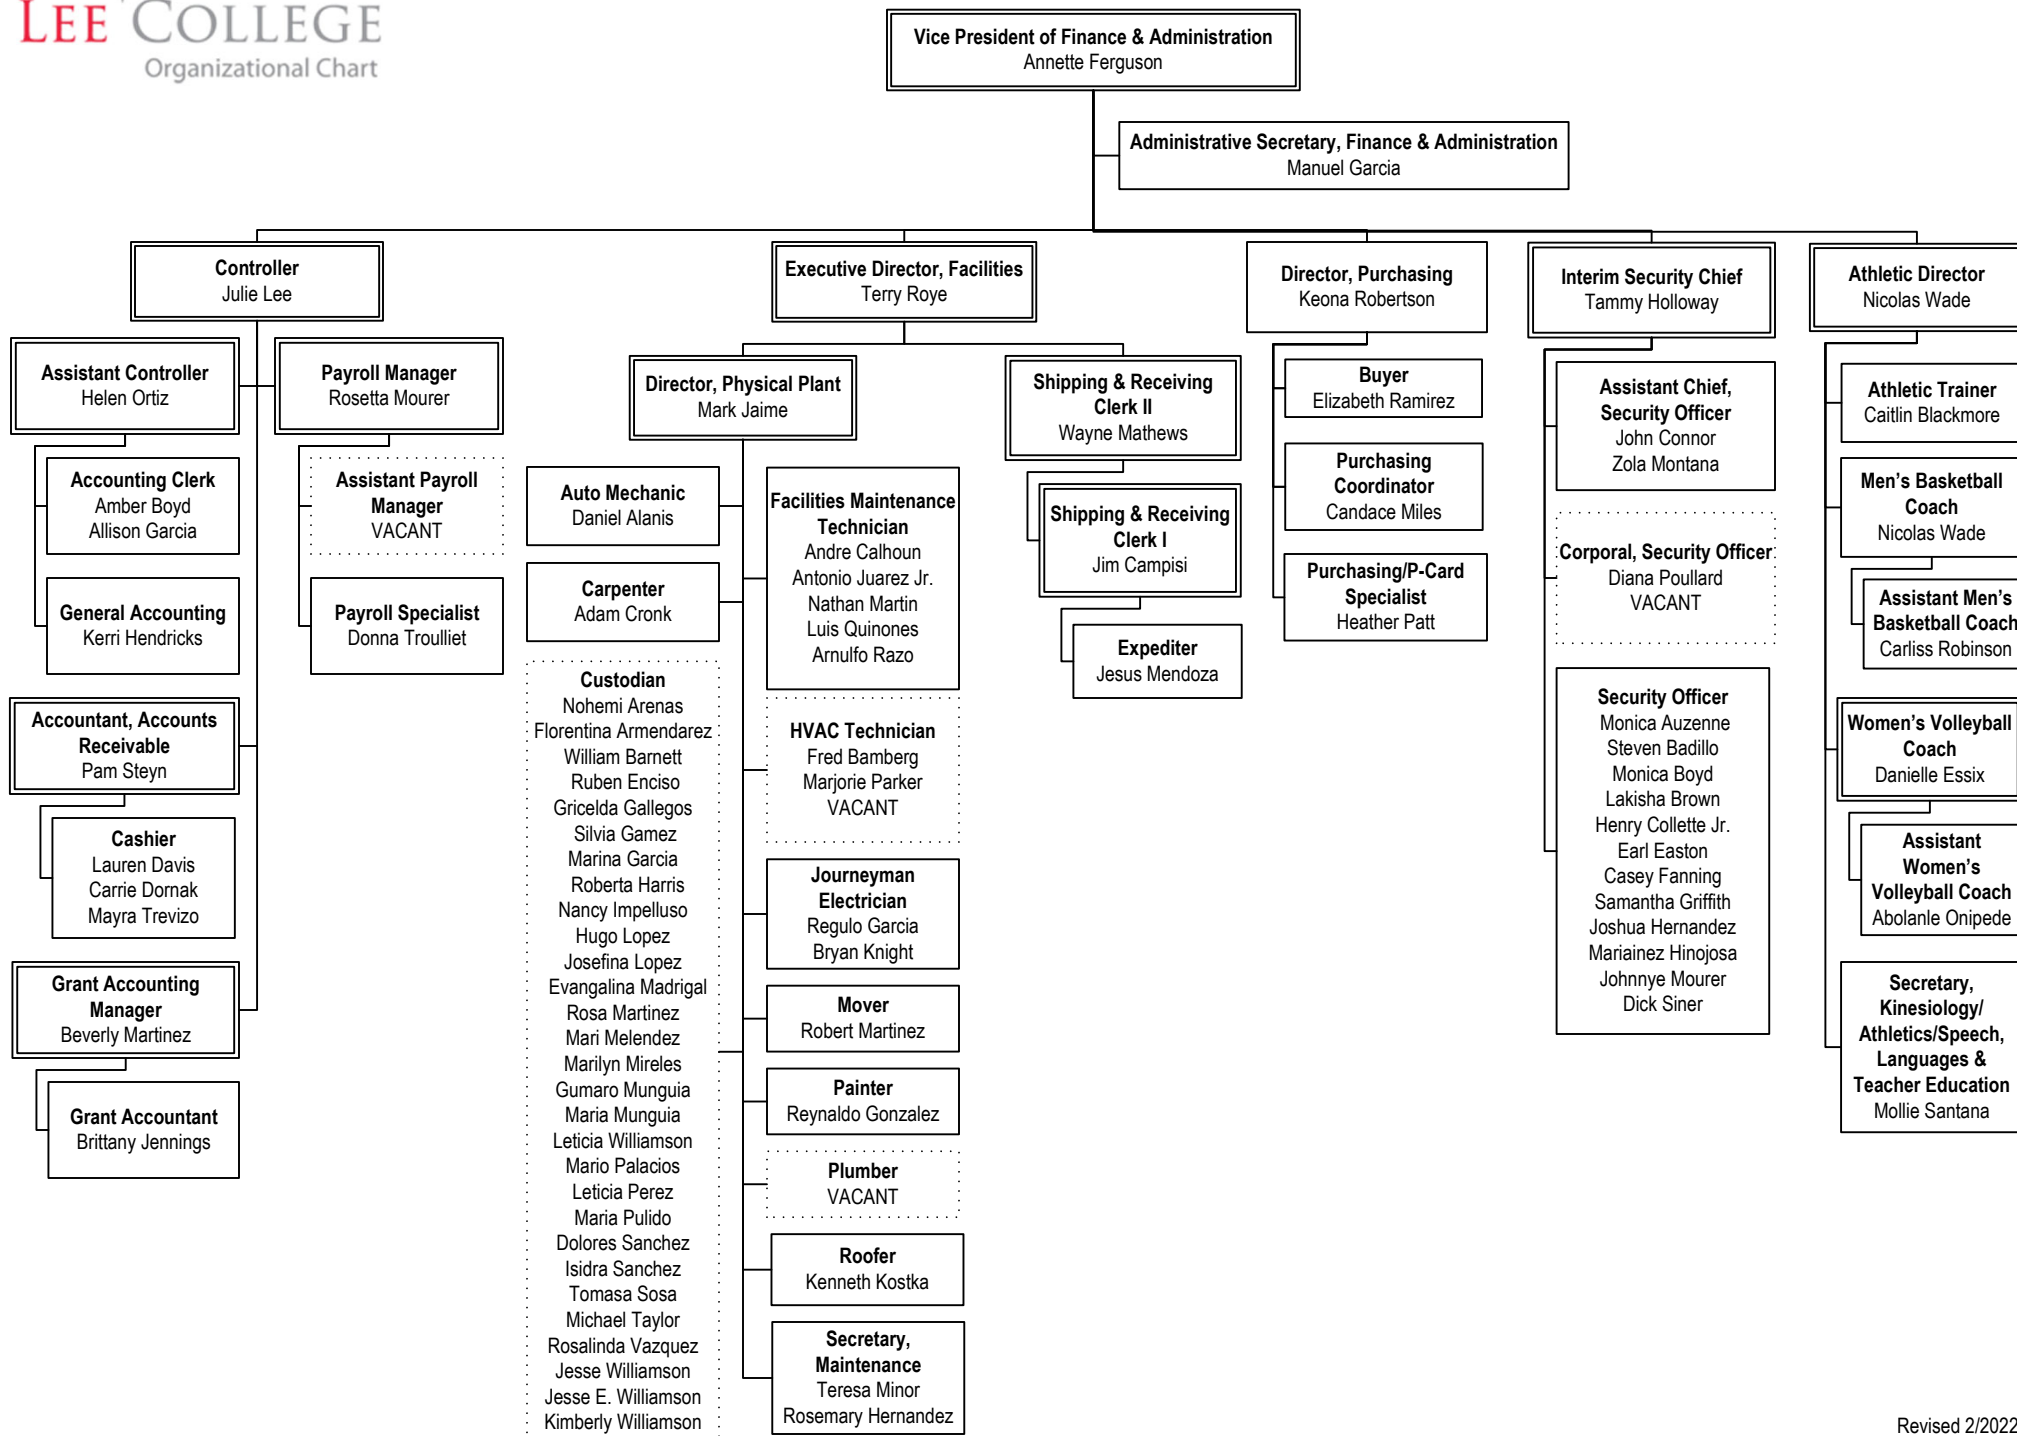 LEE COLLEGE
Organizational Chart
Vice President of Finance & Administration
Annette Ferguson
Administrative Secretary, Finance & Administration
Manuel Garcia
Controller
Julie Lee
Assistant Controller
Helen Ortiz
Accounting Clerk
Amber Boyd
Allison Garcia
General Accounting
Kerri Hendricks
Payroll Manager
Rosetta Mourer
Assistant Payroll
Manager
VACANT
Payroll Specialist
Donna Troulliet
Accountant, Accounts
Receivable
Pam Steyn
Cashier
Lauren Davis
Carrie Dornak
Mayra Trevizo
Grant Accounting
Manager
Beverly Martinez
Grant Accountant
Brittany Jennings
Executive Director, Facilities
Terry Roye
Director, Physical Plant
Mark Jaime
Auto Mechanic
Daniel Alanis
Carpenter
Adam Cronk
Custodian
Nohemi Arenas
Florentina Armendarez
William Barnett
Ruben Enciso
Gricelda Gallegos
Silvia Gamez
Marina Garcia
Roberta Harris
Nancy Impelluso
Hugo Lopez
Josefina Lopez
Evangalina Madrigal
Rosa Martinez
Mari Melendez
Marilyn Mireles
Gumaro Munguia
Maria Munguia
Leticia Williamson
Mario Palacios
Leticia Perez
Maria Pulido
Dolores Sanchez
Isidra Sanchez
Tomasa Sosa
Michael Taylor
Rosalinda Vazquez
Jesse Williamson
Jesse E. Williamson
Kimberly Williamson
Facilities Maintenance
Technician
Andre Calhoun
Antonio Juarez Jr.
Nathan Martin
Luis Quinones
Arnulfo Razo
HVAC Technician
Fred Bamberg
Marjorie Parker
VACANT
Journeyman
Electrician
Regulo Garcia
Bryan Knight
Mover
Robert Martinez
Painter
Reynaldo Gonzalez
Plumber
VACANT
Roofer
Kenneth Kostka
Secretary,
Maintenance
Teresa Minor
Rosemary Hernandez
Shipping & Receiving
Clerk II
Wayne Mathews
Shipping & Receiving
Clerk I
Jim Campisi
Expediter
Jesus Mendoza
Director, Purchasing
Keona Robertson
Buyer
Elizabeth Ramirez
Purchasing
Coordinator
Candace Miles
Purchasing/P-Card
Specialist
Heather Patt
Interim Security Chief
Tammy Holloway
Assistant Chief,
Security Officer
John Connor
Zola Montana
Corporal, Security Officer
Diana Poullard
VACANT
Security Officer
Monica Auzenne
Steven Badillo
Monica Boyd
Lakisha Brown
Henry Collette Jr.
Earl Easton
Casey Fanning
Samantha Griffith
Joshua Hernandez
Mariainez Hinojosa
Johnnye Mourer
Dick Siner
Athletic Director
Nicolas Wade
Athletic Trainer
Caitlin Blackmore
Men's Basketball
Coach
Nicolas Wade
Assistant Men's
Basketball Coach
Carliss Robinson
Women's Volleyball
Coach
Danielle Essix
Assistant
Women's
Volleyball Coach
Abolanle Onipede
Secretary,
Kinesiology/
Athletics/Speech,
Languages &
Teacher Education
Mollie Santana
Revised 2/2022